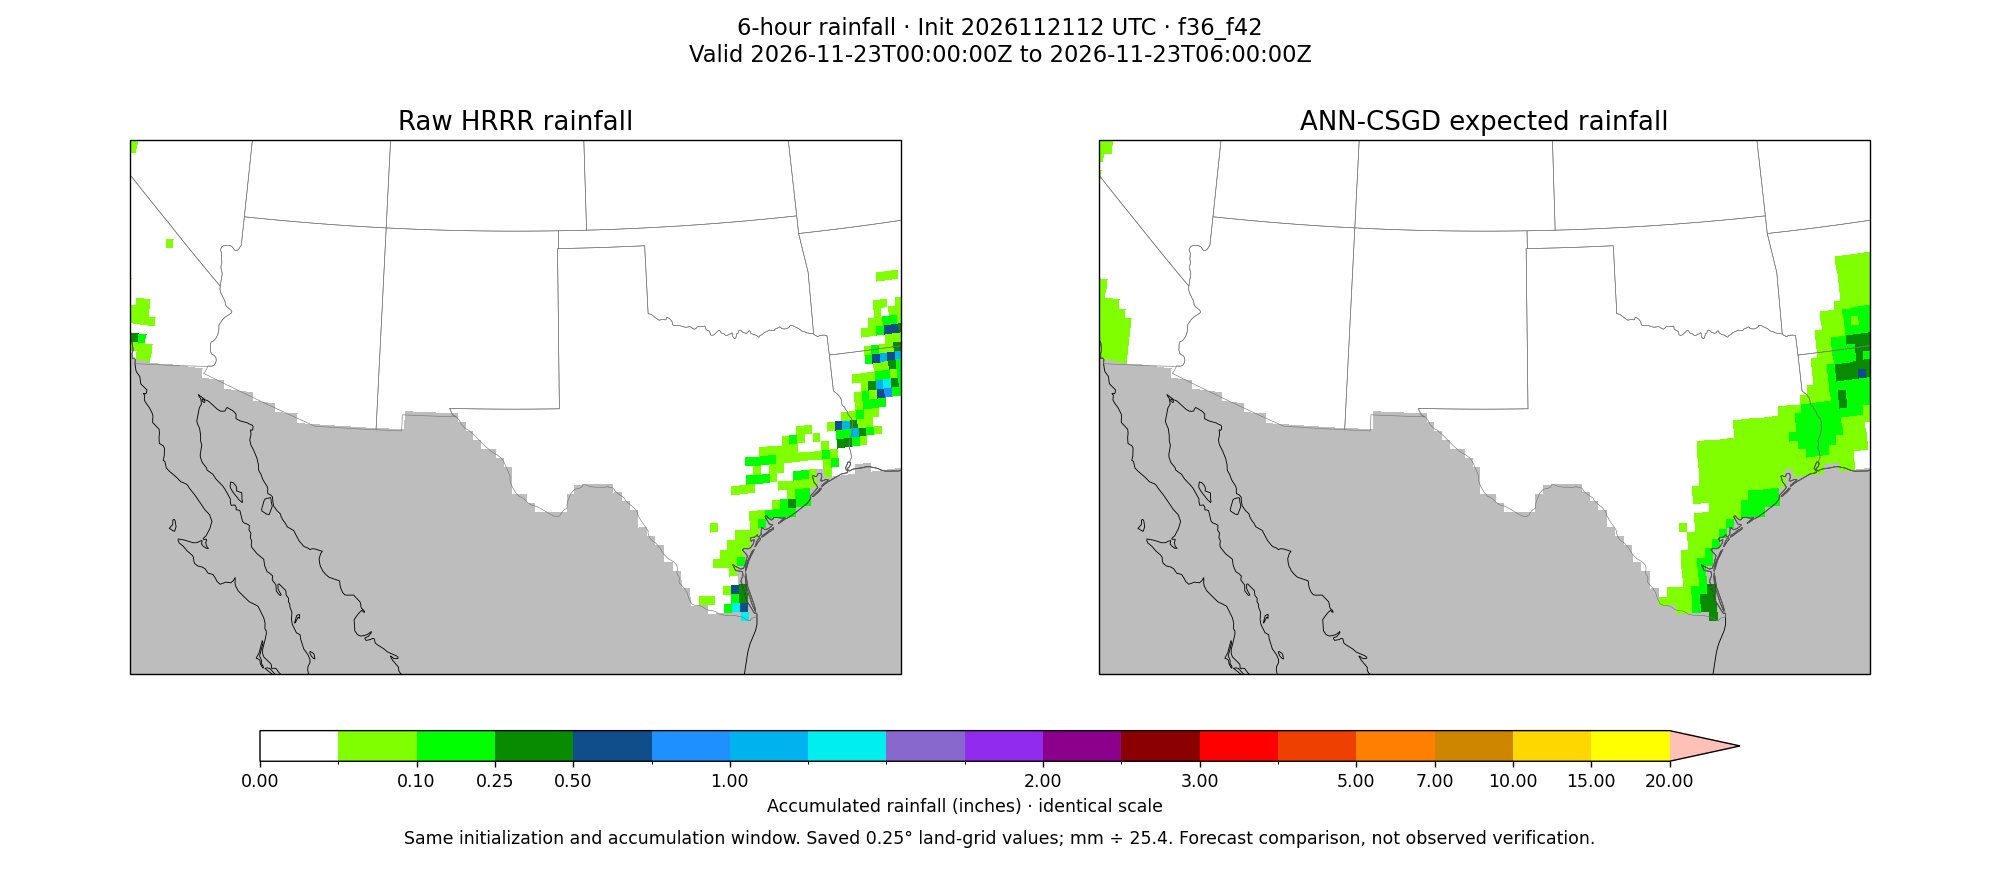 6-hour rainfall · Init 2026112112 UTC · f36_f42
Valid 2026-11-23T00:00:00Z to 2026-11-23T06:00:00Z
Raw HRRR rainfall
ANN-CSGD expected rainfall
0.00 0.10 0.25 0.50 1.00 2.00 3.00 5.00 7.00 10.00 15.00 20.00
Accumulated rainfall (inches) · identical scale
Same initialization and accumulation window. Saved 0.25° land-grid values; mm ÷ 25.4. Forecast comparison, not observed verification.